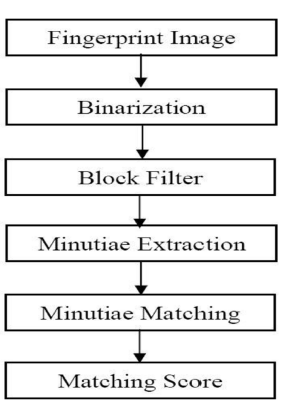 Fingerprint Image
Binarization
Block Filter
Minutiae Extraction
Minutiae Matching
Matching Score